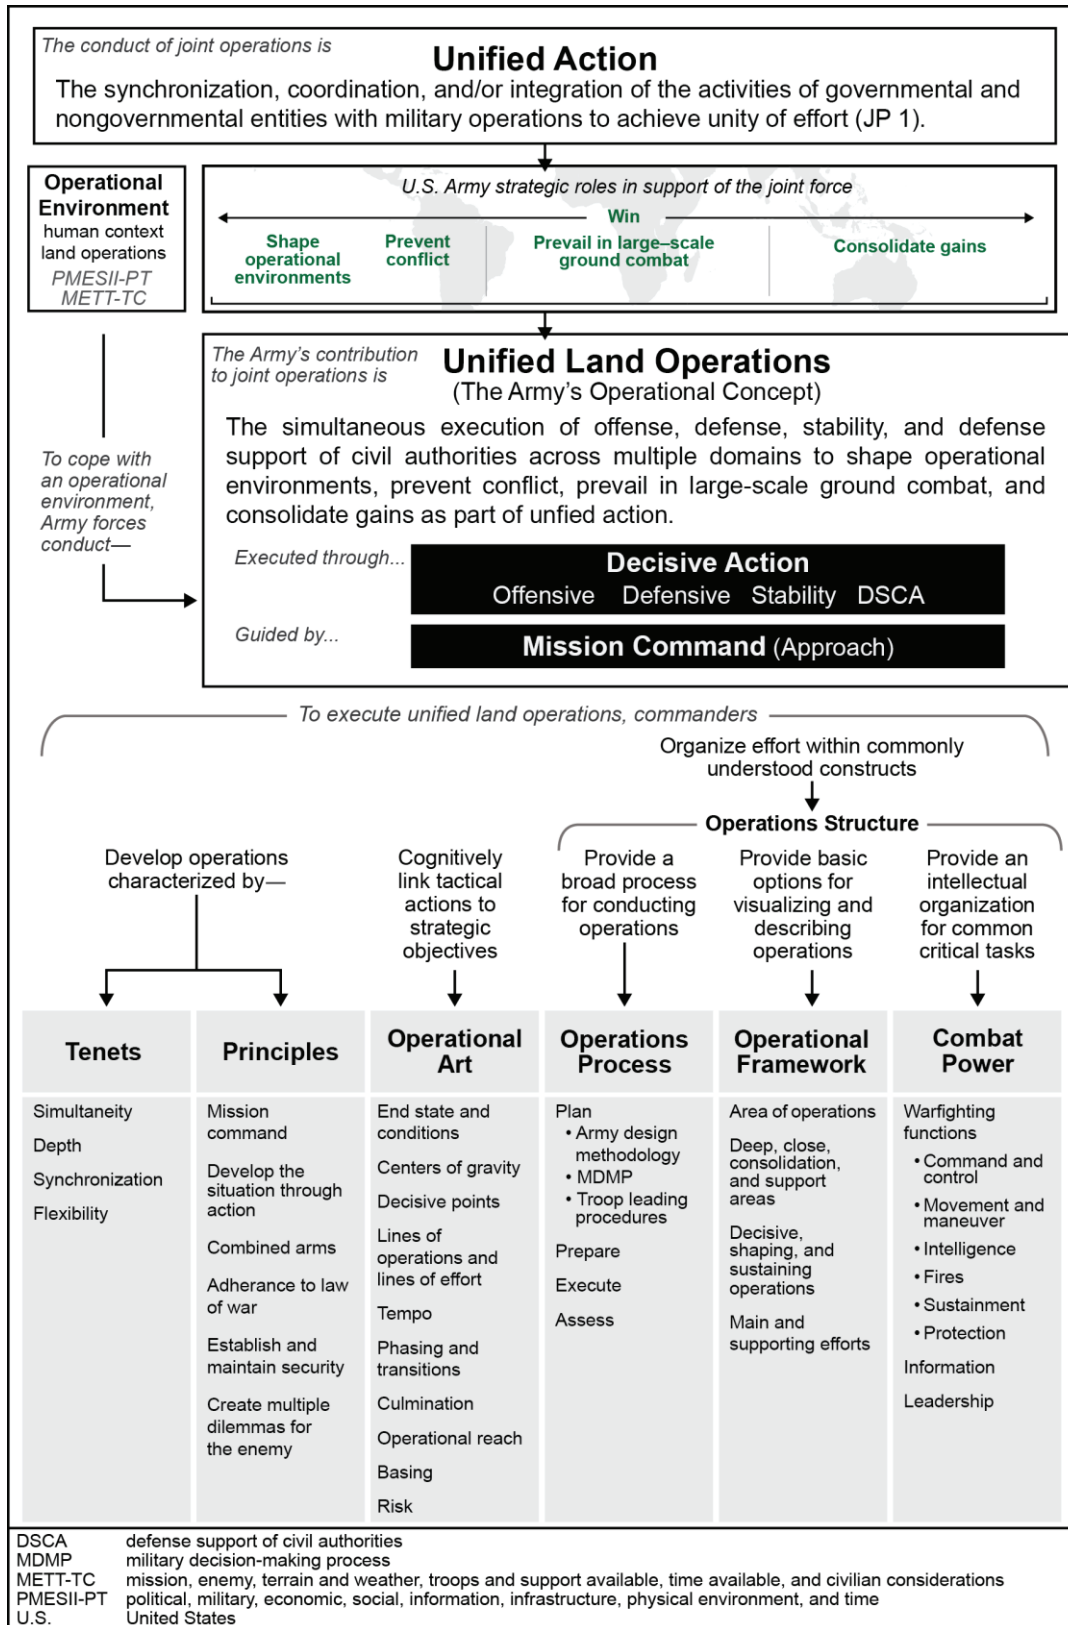 The conduct of joint operations is
Unified Action
The synchronization, coordination, and/or integration of the activities of governmental and
nongovernmental entities with military operations to achieve unity of effort (JP 1).
Operational
Environment
human context
land operations
PMESII-PT
METT-TC
U.S. Army strategic roles in support of the joint force
Win
Shape
operational
environments
Prevent
conflict
Prevail in large–scale
ground combat
Consolidate gains
To cope with
an operational
environment,
Army forces
conduct—
The Army's contribution
to joint operations is
Unified Land Operations
(The Army's Operational Concept)
The simultaneous execution of offense, defense, stability, and defense
support of civil authorities across multiple domains to shape operational
environments, prevent conflict, prevail in large-scale ground combat, and
consolidate gains as part of unfied action.
Executed through...
Decisive Action
Offensive Defensive Stability DSCA
Guided by...
Mission Command (Approach)
To execute unified land operations, commanders
Organize effort within commonly
understood constructs
Operations Structure
Develop operations
characterized by—
Cognitively
link tactical
actions to
strategic
objectives
Provide a
broad process
for conducting
operations
Provide basic
options for
visualizing and
describing
operations
Provide an
intellectual
organization
for common
critical tasks
Tenets
Simultaneity
Depth
Synchronization
Flexibility
Principles
Mission
command
Develop the
situation through
action
Combined arms
Adherance to law
of war
Establish and
maintain security
Create multiple
dilemmas for
the enemy
Operational
Art
End state and
conditions
Centers of gravity
Decisive points
Lines of
operations and
lines of effort
Tempo
Phasing and
transitions
Culmination
Operational reach
Basing
Risk
Operations
Process
Plan
• Army design
methodology
• MDMP
• Troop leading
procedures
Prepare
Execute
Assess
Operational
Framework
Area of operations
Deep, close,
consolidation,
and support
areas
Decisive,
shaping, and
sustaining
operations
Main and
supporting efforts
Combat
Power
Warfighting
functions
• Command and
control
• Movement and
maneuver
• Intelligence
• Fires
• Sustainment
• Protection
Information
Leadership
DSCA defense support of civil authorities
MDMP military decision-making process
METT-TC mission, enemy, terrain and weather, troops and support available, time available, and civilian considerations
PMESII-PT political, military, economic, social, information, infrastructure, physical environment, and time
U.S. United States